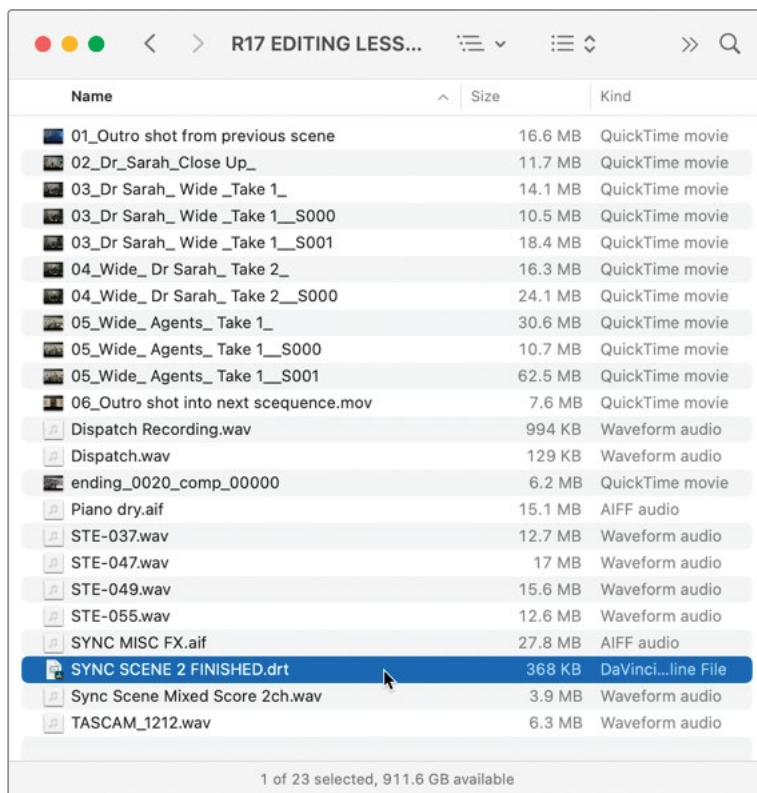 R17 EDITING LESS...
Name Size Kind
01_Outro shot from previous scene 16.6 MB QuickTime movie
02_Dr_Sarah_Close Up_ 11.7 MB QuickTime movie
03_Dr Sarah_ Wide _Take 1_ 14.1 MB QuickTime movie
03_Dr Sarah_ Wide _Take 1__S000 10.5 MB QuickTime movie
03_Dr Sarah_ Wide _Take 1__S001 18.4 MB QuickTime movie
04_Wide_ Dr Sarah_ Take 2_ 16.3 MB QuickTime movie
04_Wide_ Dr Sarah_ Take 2__S000 24.1 MB QuickTime movie
05_Wide_ Agents_ Take 1_ 30.6 MB QuickTime movie
05_Wide_ Agents_ Take 1__S000 10.7 MB QuickTime movie
05_Wide_ Agents_ Take 1__S001 62.5 MB QuickTime movie
06_Outro shot into next scequence.mov 7.6 MB QuickTime movie
Dispatch Recording.wav 994 KB Waveform audio
Dispatch.wav 129 KB Waveform audio
ending_0020_comp_00000 6.2 MB QuickTime movie
Piano dry.aif 15.1 MB AIFF audio
STE-037.wav 12.7 MB Waveform audio
STE-047.wav 17 MB Waveform audio
STE-049.wav 15.6 MB Waveform audio
STE-055.wav 12.6 MB Waveform audio
SYNC MISC FX.aif 27.8 MB AIFF audio
SYNC SCENE 2 FINISHED.drt 368 KB DaVinci...line File
Sync Scene Mixed Score 2ch.wav 3.9 MB Waveform audio
TASCAM_1212.wav 6.3 MB Waveform audio
1 of 23 selected, 911.6 GB available